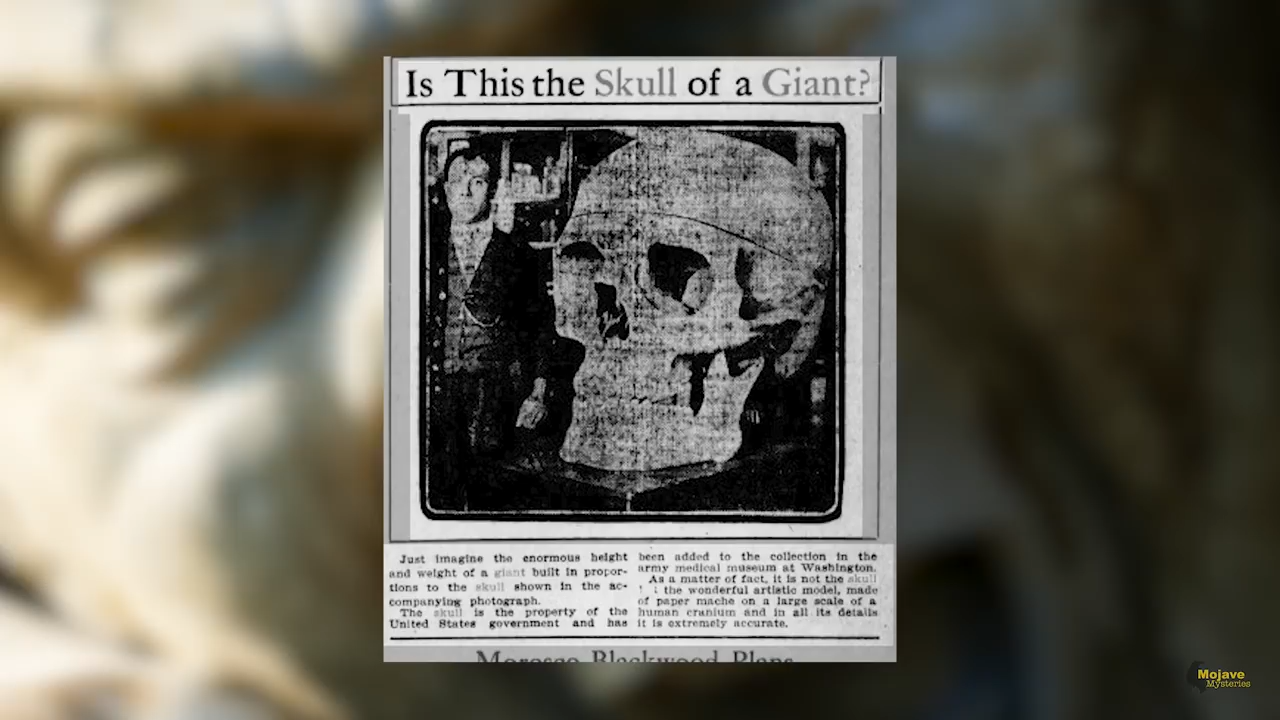 Is This the Skull of a Giant?
Just imagine the enormous height
and weight of a giant built in propor-
tions to the skull shown in the ac-
companying photograph.
The skull is the property of the
United States government and has
been added to the collection in the
army medical museum at Washington.
As a matter of fact, it is not the skull
the wonderful artistic model, made
of paper mache on a large scale of a
human cranium and in all its details
it is extremely accurate.
Morosco Blackwood Plans
Mojave
Mysteries